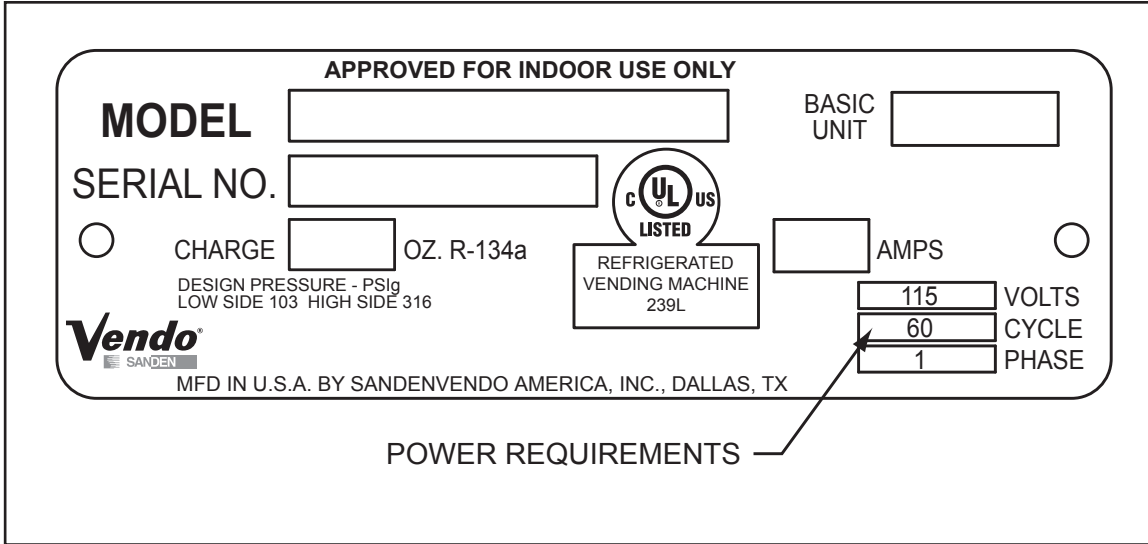 APPROVED FOR INDOOR USE ONLY
MODEL
BASIC
UNIT
SERIAL NO.
C UL US
LISTED
CHARGE OZ. R-134a
AMPS
REFRIGERATED
VENDING MACHINE
239L
DESIGN PRESSURE - PSIg
LOW SIDE 103 HIGH SIDE 316
115 VOLTS
60 CYCLE
1 PHASE
Vendo®
SANDEN
MFD IN U.S.A. BY SANDENVENDO AMERICA, INC., DALLAS, TX
POWER REQUIREMENTS